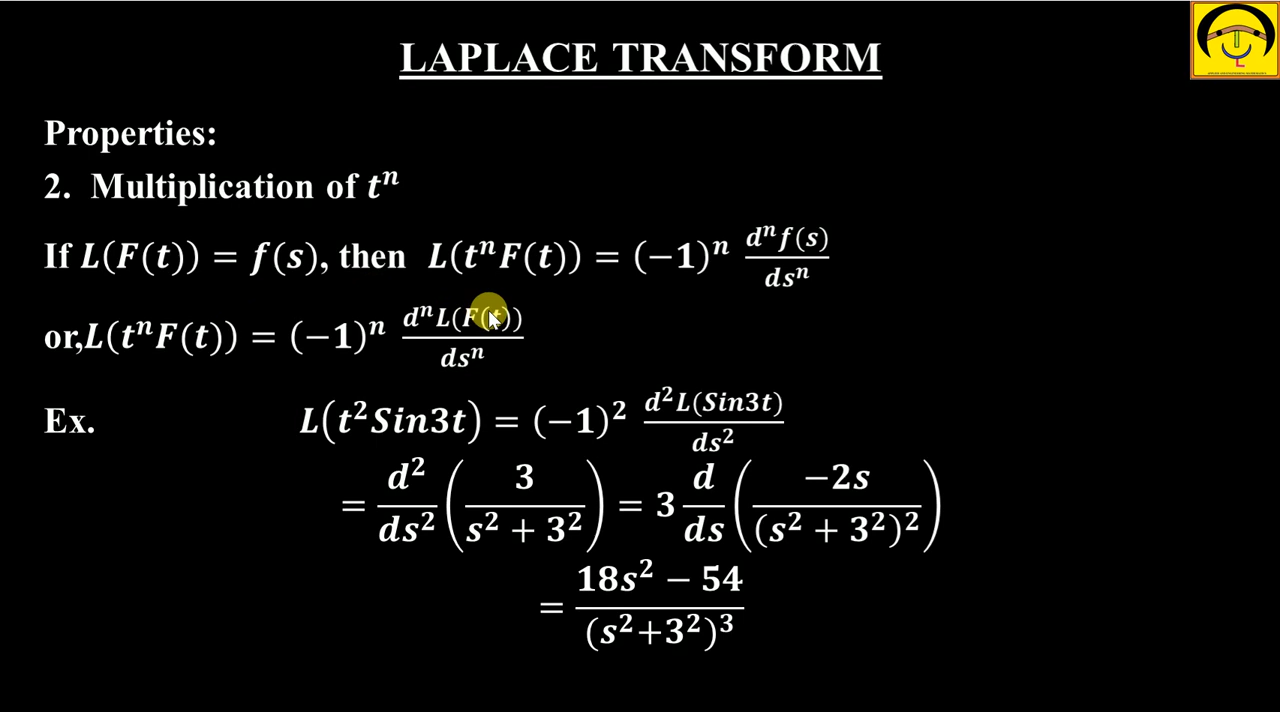 LAPLACE TRANSFORM
Properties:
2. Multiplication of tⁿ
If L(F(t)) = f(s), then L(tⁿF(t)) = (−1)ⁿ dⁿf(s)/dsⁿ
or,L(tⁿF(t)) = (−1)ⁿ dⁿL(F(t))/dsⁿ
Ex. L(t²Sin3t) = (−1)² d²L(Sin3t)/ds²
= d²/ds² (3/(s² + 3²)) = 3 d/ds (−2s/(s² + 3²)²)
= (18s² − 54)/(s²+3²)³